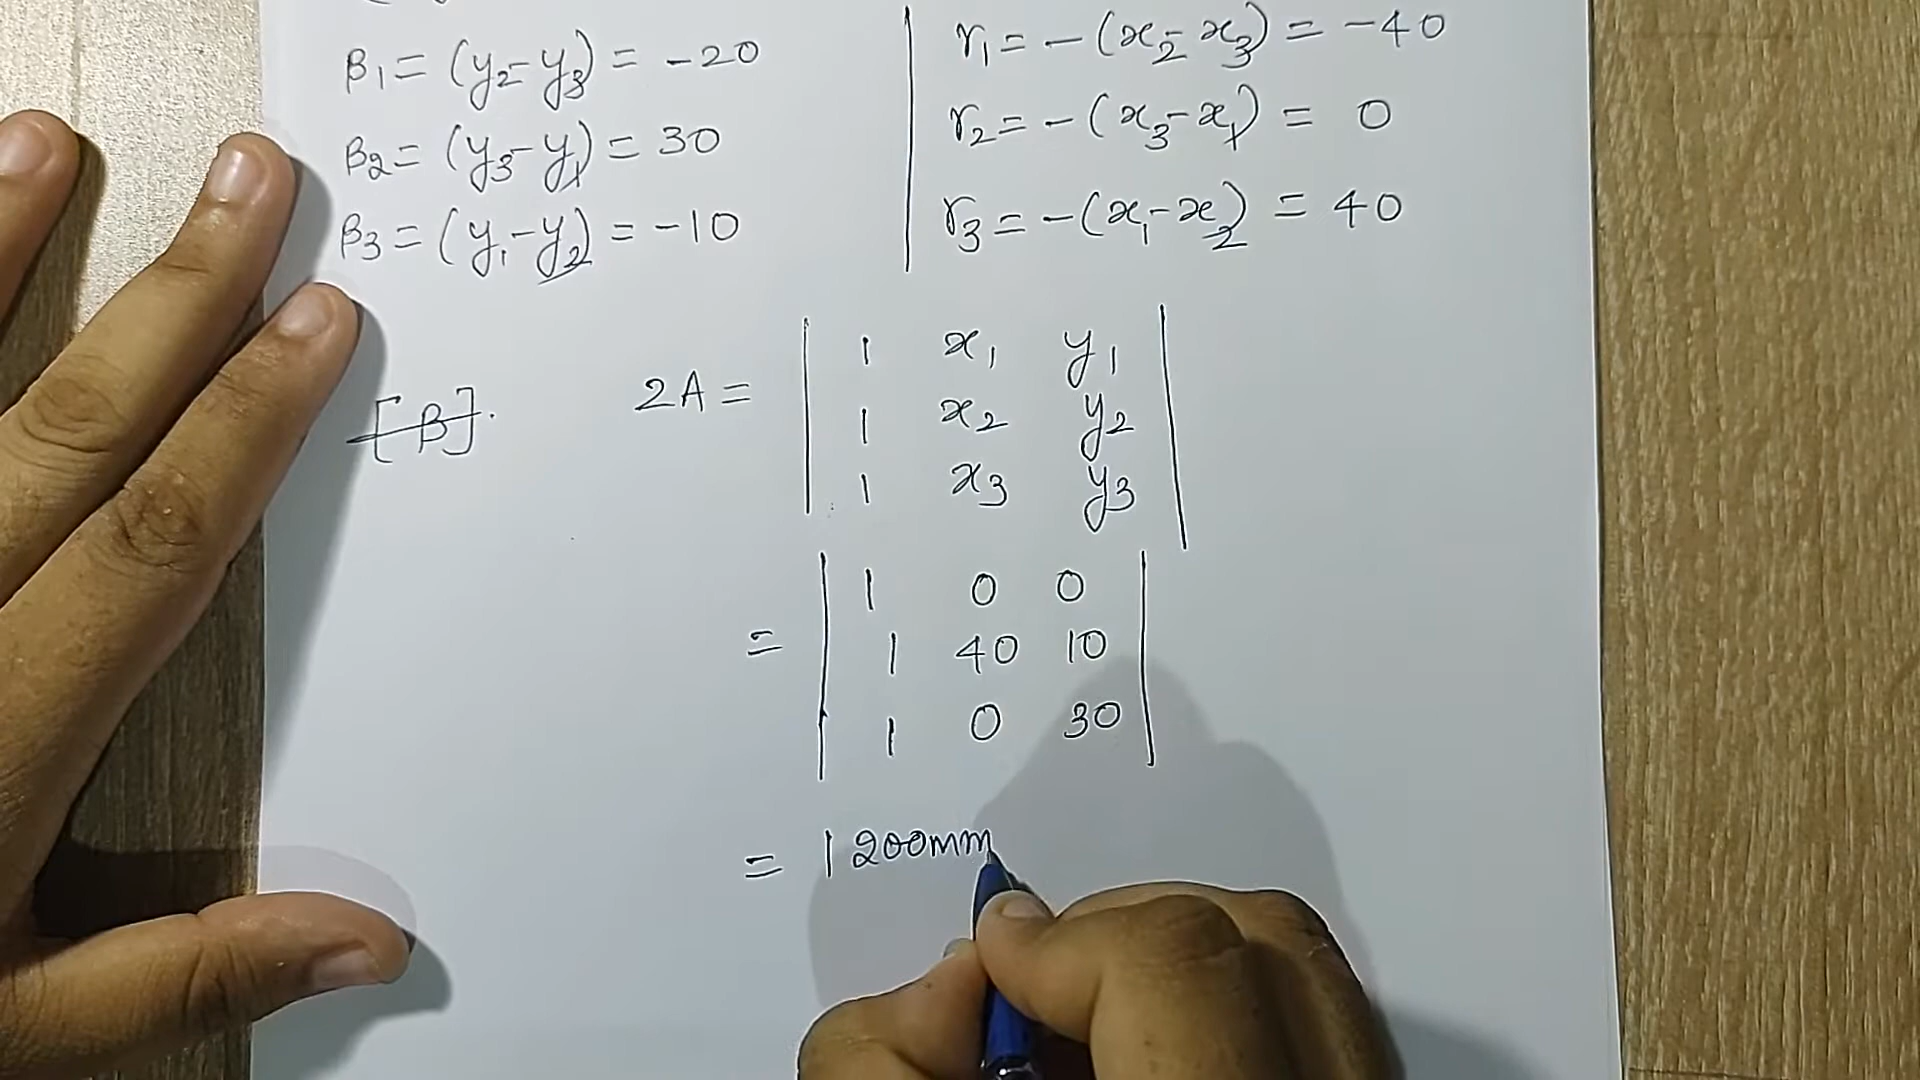 β1 = (y2-y3) = -20
β2 = (y3-y1) = 30
β3 = (y1-y2) = -10
γ1 = -(x2-x3) = -40
γ2 = -(x3-x1) = 0
γ3 = -(x1-x2) = 40
[β].
2A = | 1 x1 y1 |
| 1 x2 y2 |
| 1 x3 y3 |
= | 1 0 0 |
| 1 40 10 |
| 1 0 30 |
= 1200mm